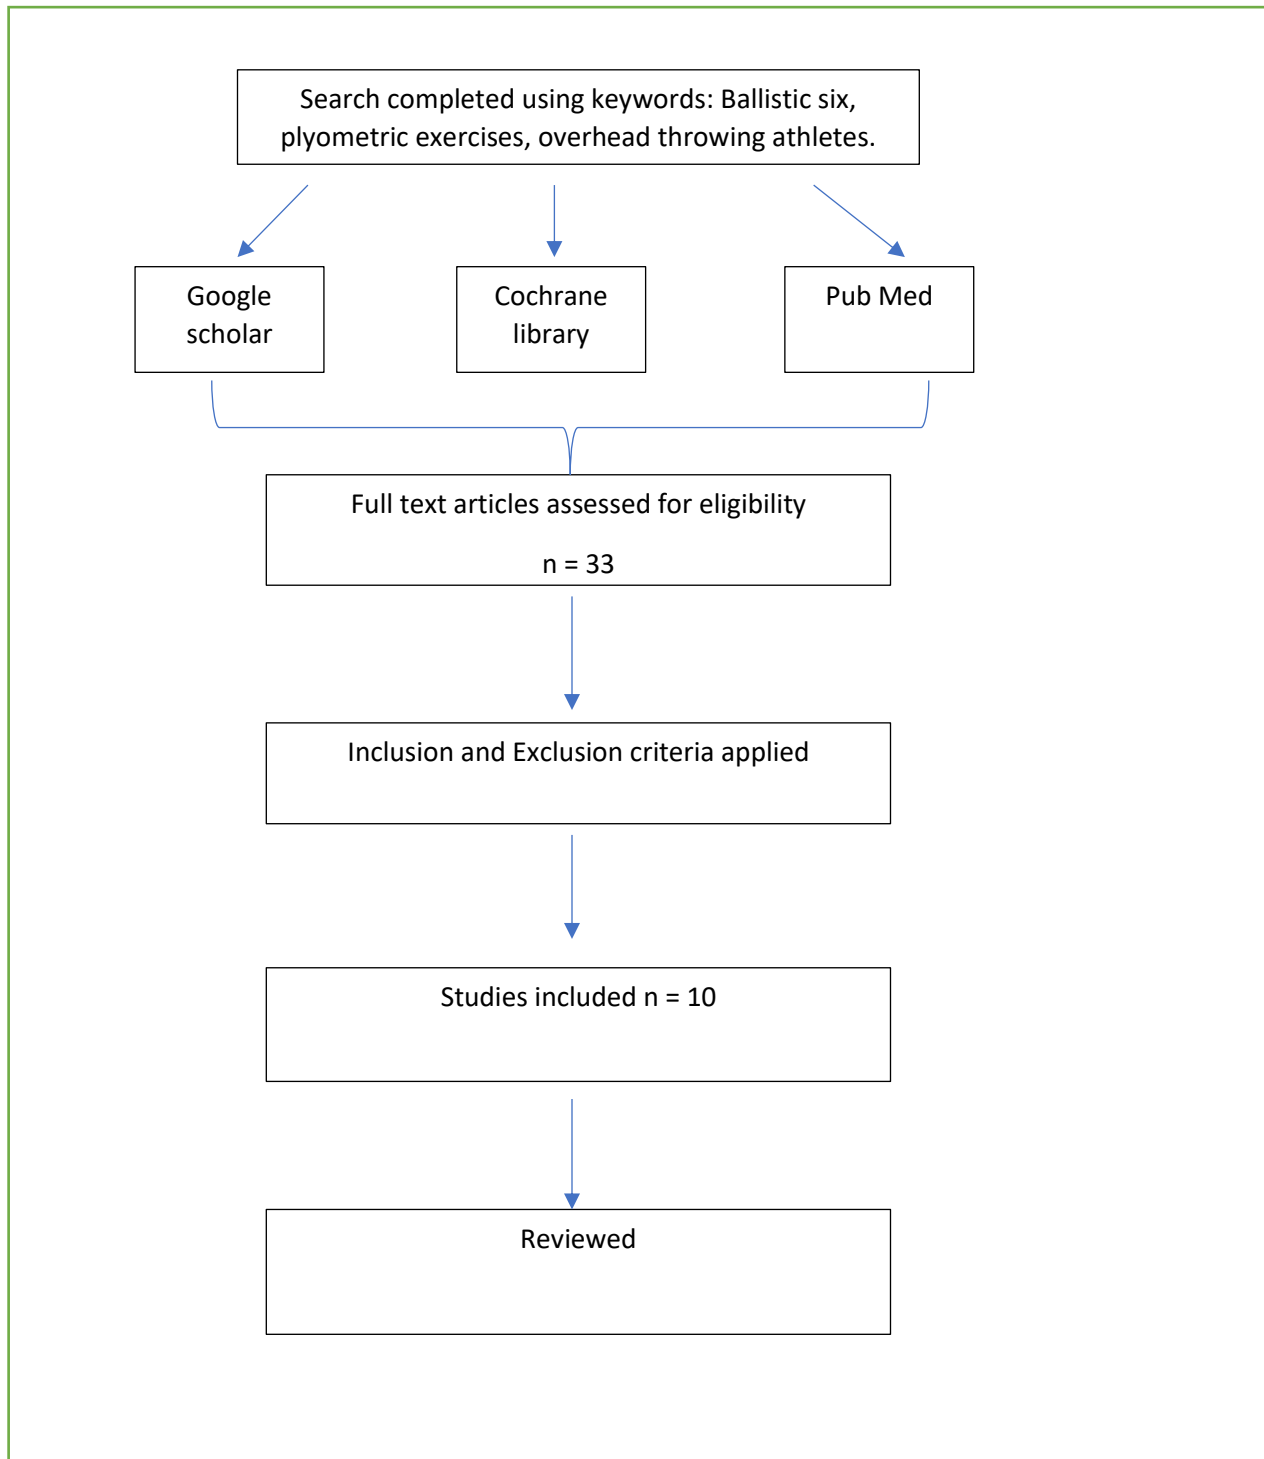 Search completed using keywords: Ballistic six,
plyometric exercises, overhead throwing athletes.
Google
scholar
Cochrane
library
Pub Med
Full text articles assessed for eligibility
n = 33
Inclusion and Exclusion criteria applied
Studies included n = 10
Reviewed